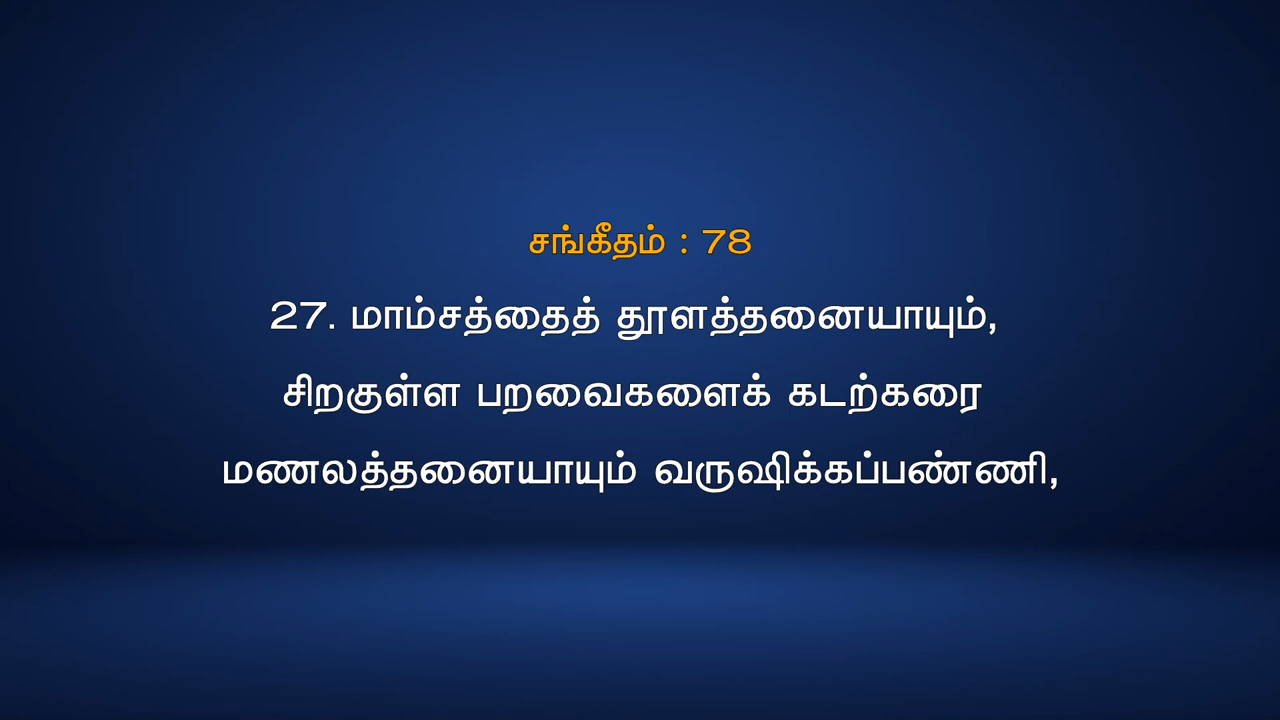 சங்கீதம் : 78
27. மாம்சத்தைத் தூளத்தனையாயும்,
சிறகுள்ள பறவைகளைக் கடற்கரை
மணலத்தனையாயும் வருஷிக்கப்பண்ணி,